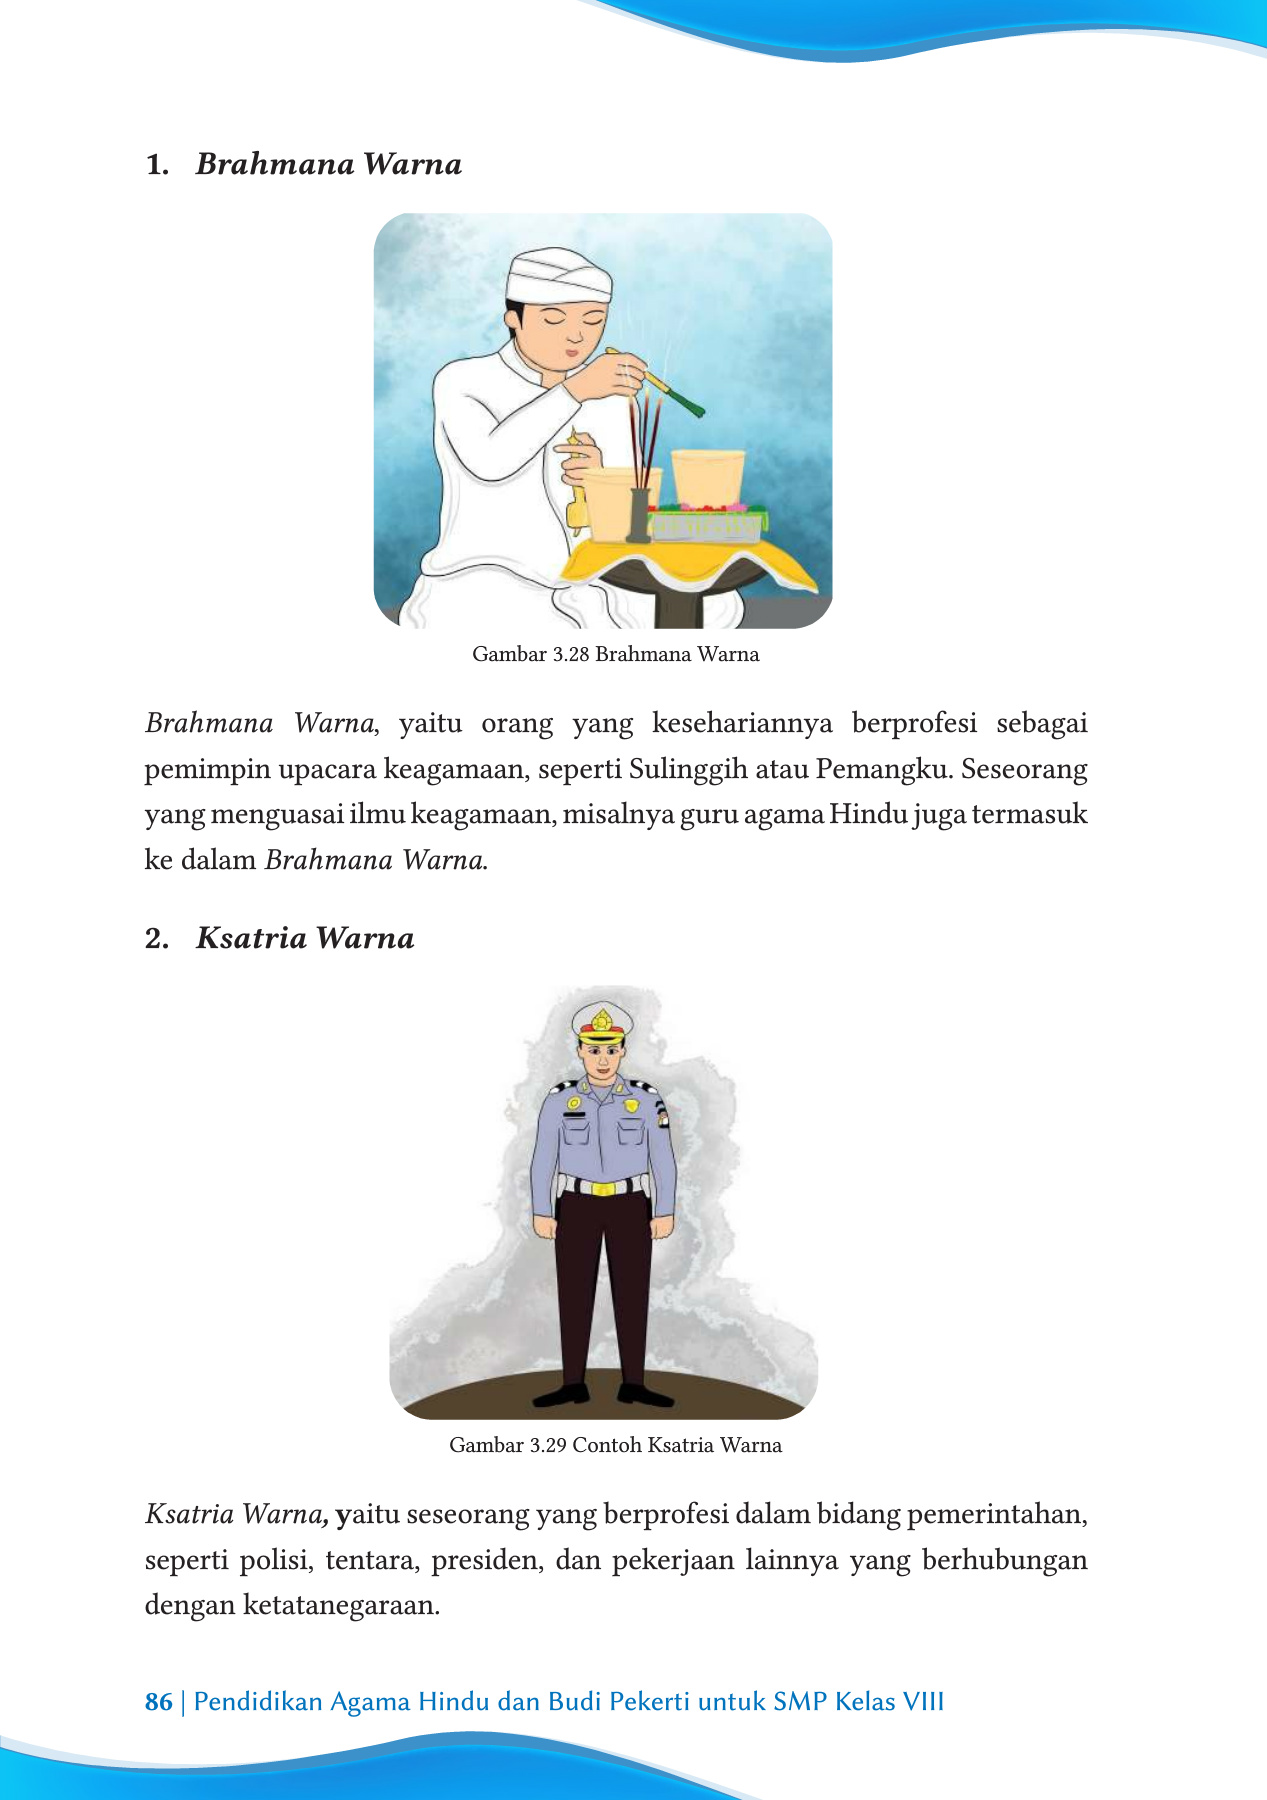 1. Brahmana Warna
Gambar 3.28 Brahmana Warna
Brahmana Warna, yaitu orang yang kesehariannya berprofesi sebagai
pemimpin upacara keagamaan, seperti Sulinggih atau Pemangku. Seseorang
yang menguasai ilmu keagamaan, misalnya guru agama Hindu juga termasuk
ke dalam Brahmana Warna.
2. Ksatria Warna
Gambar 3.29 Contoh Ksatria Warna
Ksatria Warna, yaitu seseorang yang berprofesi dalam bidang pemerintahan,
seperti polisi, tentara, presiden, dan pekerjaan lainnya yang berhubungan
dengan ketatanegaraan.
86 | Pendidikan Agama Hindu dan Budi Pekerti untuk SMP Kelas VIII